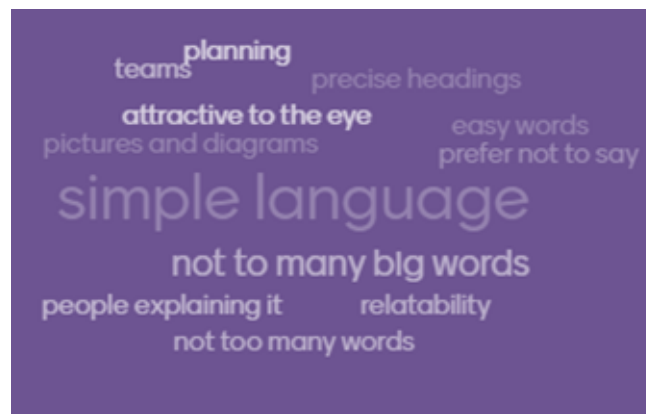 planning
teams
precise headings
attractive to the eye
easy words
pictures and diagrams
prefer not to say
simple language
not to many big words
people explaining it
relatability
not too many words